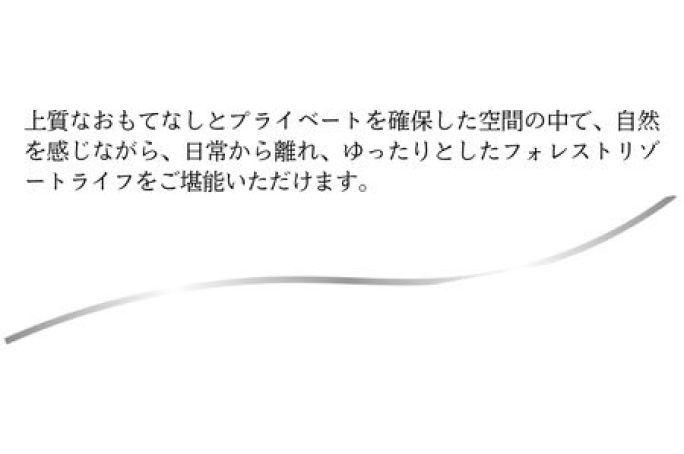 上質なおもてなしとプライベートを確保した空間の中で、自然
を感じながら、日常から離れ、ゆったりとしたフォレストリゾ
ートライフをご堪能いただけます。